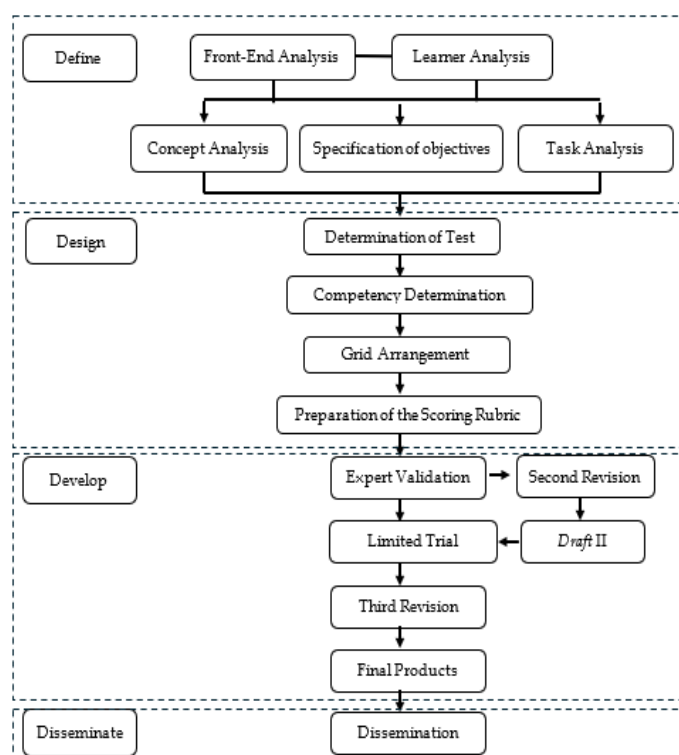 Define
Front-End Analysis
Learner Analysis
Concept Analysis
Specification of objectives
Task Analysis
Design
Determination of Test
Competency Determination
Grid Arrangement
Preparation of the Scoring Rubric
Develop
Expert Validation
Second Revision
Limited Trial
Draft II
Third Revision
Final Products
Disseminate
Dissemination